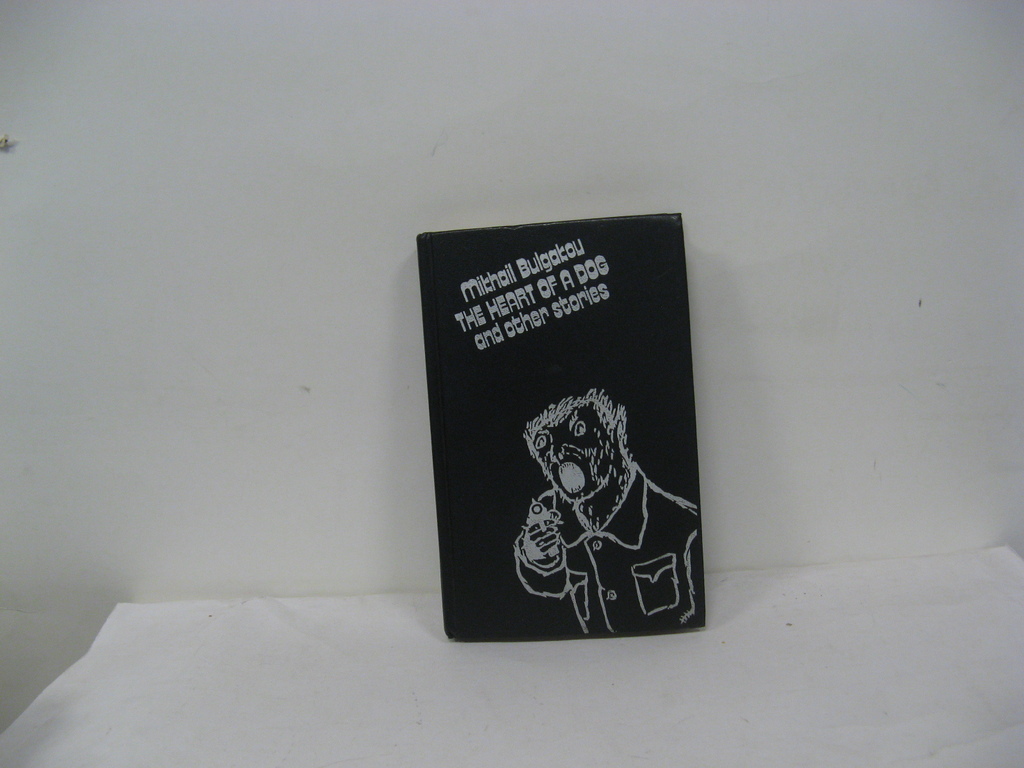 Mikhail Bulgakov
THE HEART OF A DOG
and other stories